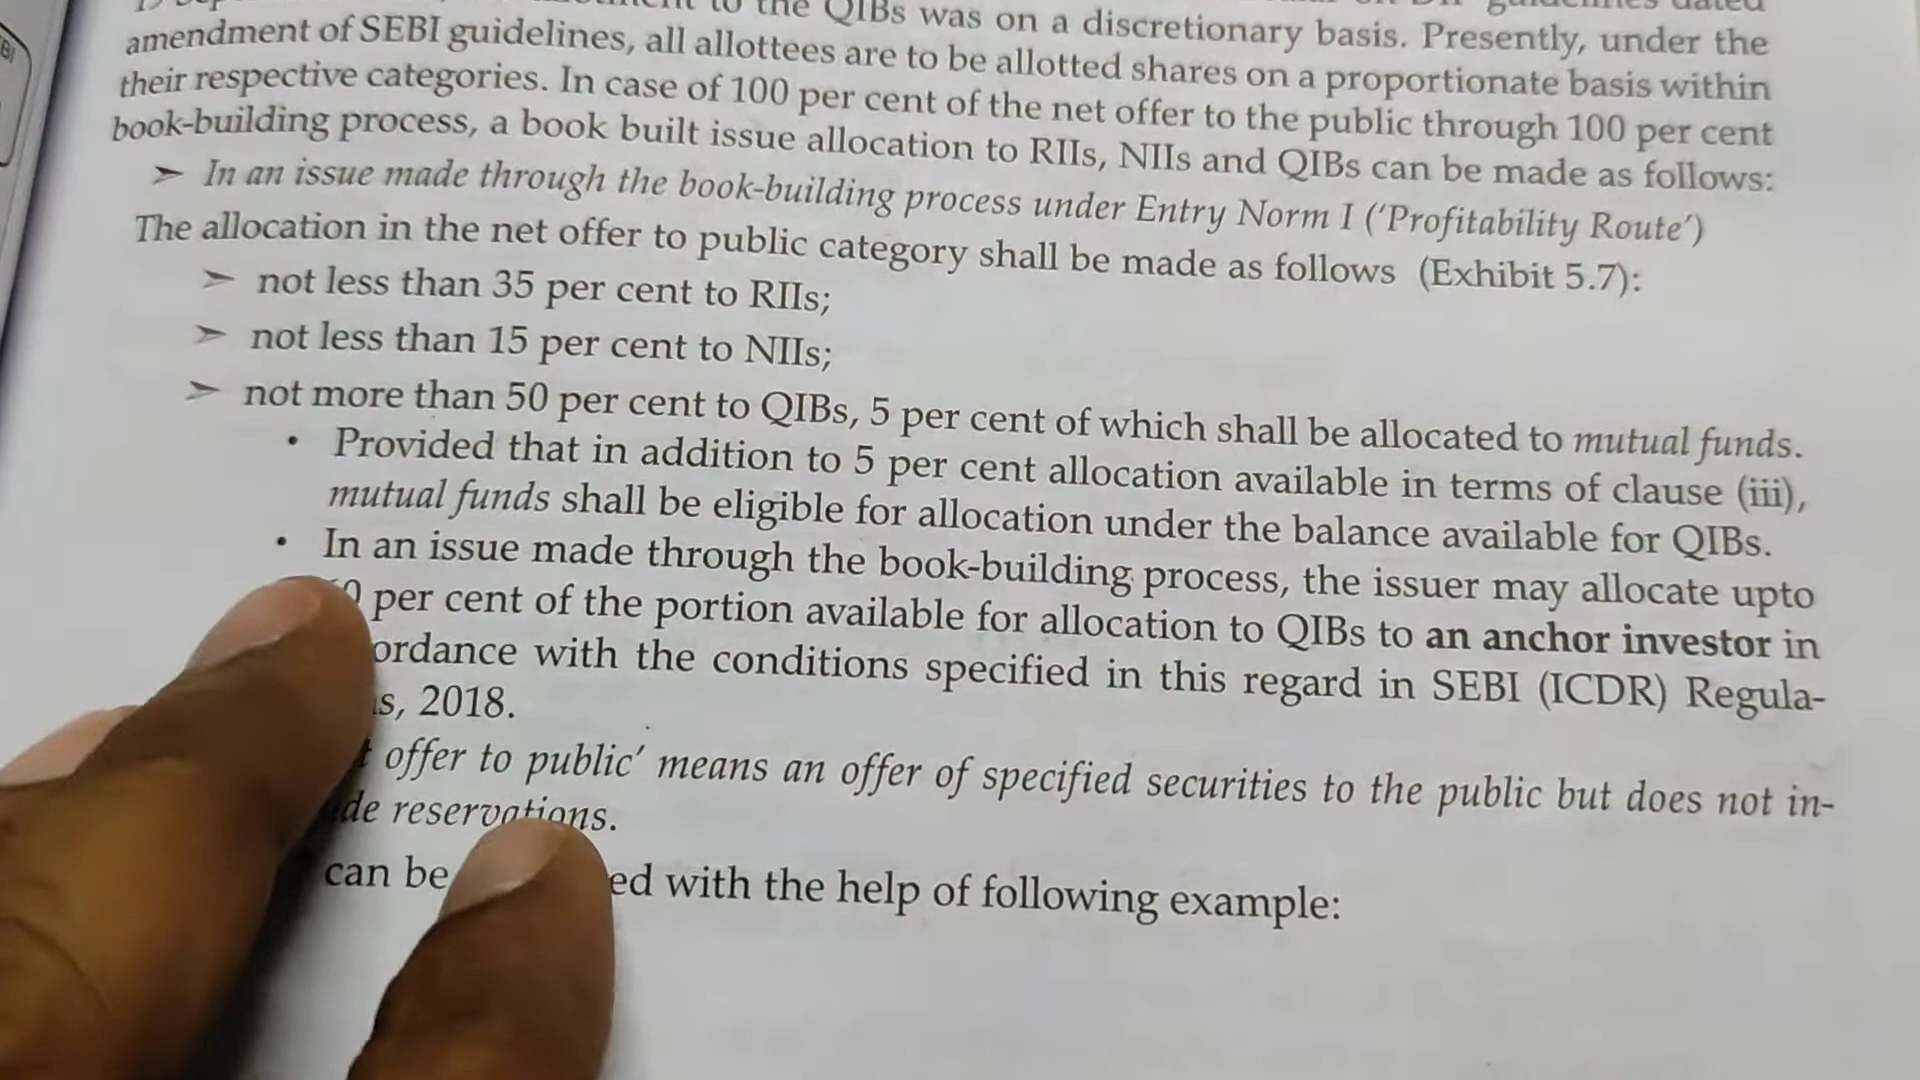 to the QIBs was on a discretionary basis. Presently, under the
amendment of SEBI guidelines, all allottees are to be allotted shares on a proportionate basis within
their respective categories. In case of 100 per cent of the net offer to the public through 100 per cent
book-building process, a book built issue allocation to RIIs, NIIs and QIBs can be made as follows:
➢ In an issue made through the book-building process under Entry Norm I ('Profitability Route')
The allocation in the net offer to public category shall be made as follows (Exhibit 5.7):
➢ not less than 35 per cent to RIIs;
➢ not less than 15 per cent to NIIs;
➢ not more than 50 per cent to QIBs, 5 per cent of which shall be allocated to mutual funds.
• Provided that in addition to 5 per cent allocation available in terms of clause (iii),
mutual funds shall be eligible for allocation under the balance available for QIBs.
• In an issue made through the book-building process, the issuer may allocate upto
per cent of the portion available for allocation to QIBs to an anchor investor in
ordance with the conditions specified in this regard in SEBI (ICDR) Regula-
s, 2018.
offer to public' means an offer of specified securities to the public but does not in-
de reservations.
can be ed with the help of following example: